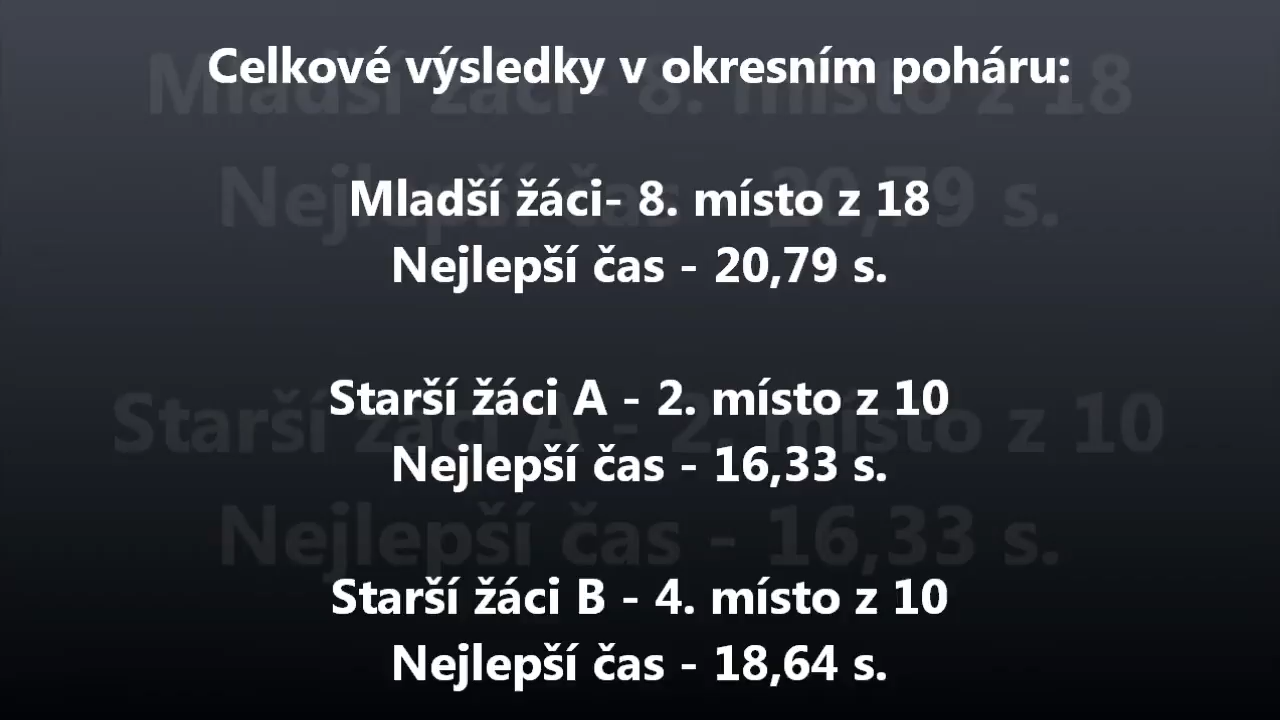 Celkové výsledky v okresním poháru:
Mladší žáci- 8. místo z 18
Nejlepší čas - 20,79 s.
Starší žáci A - 2. místo z 10
Nejlepší čas - 16,33 s.
Starší žáci B - 4. místo z 10
Nejlepší čas - 18,64 s.